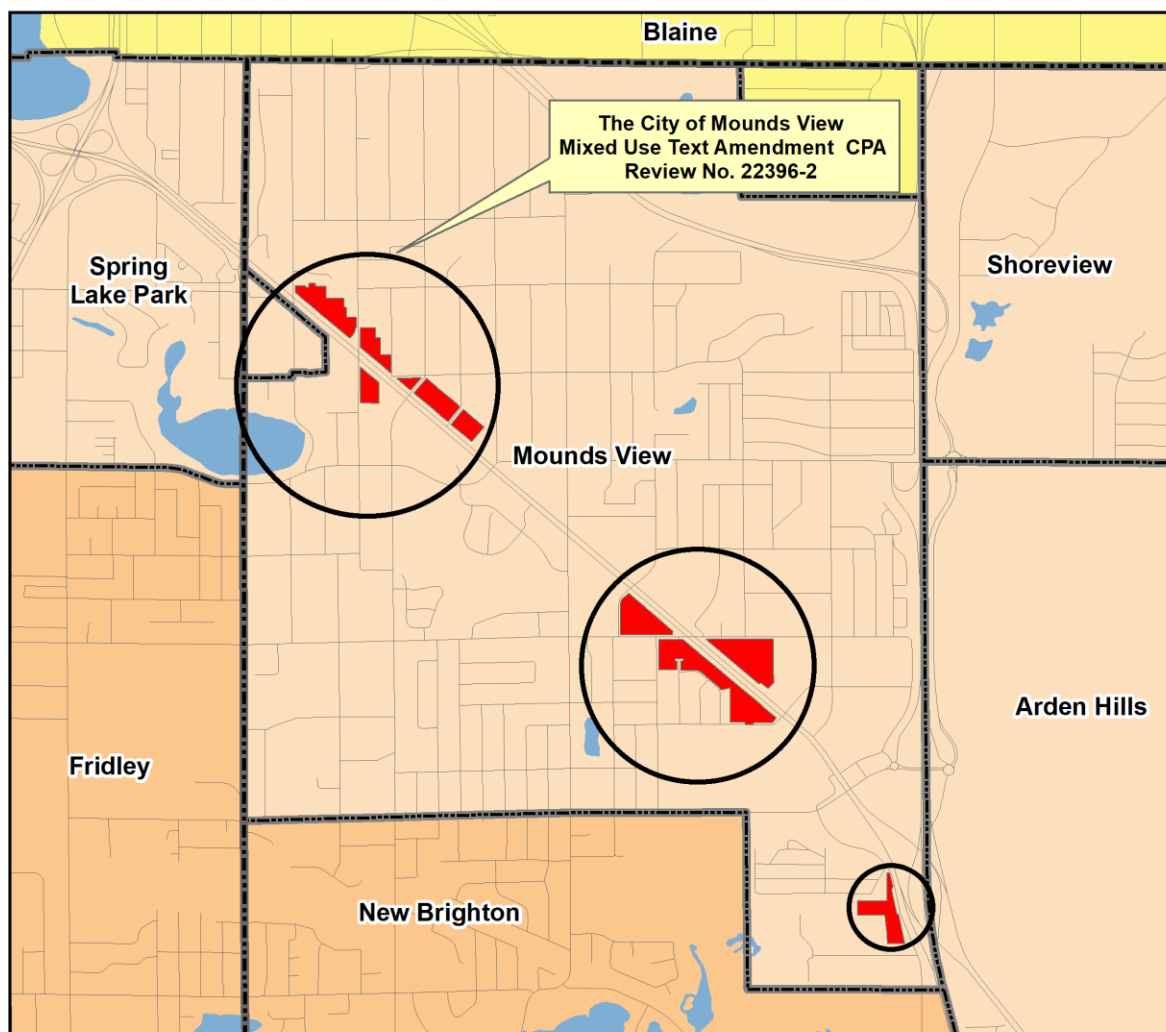 Blaine
The City of Mounds View
Mixed Use Text Amendment CPA
Review No. 22396-2
Spring
Lake Park
Shoreview
Mounds View
Arden Hills
Fridley
New Brighton